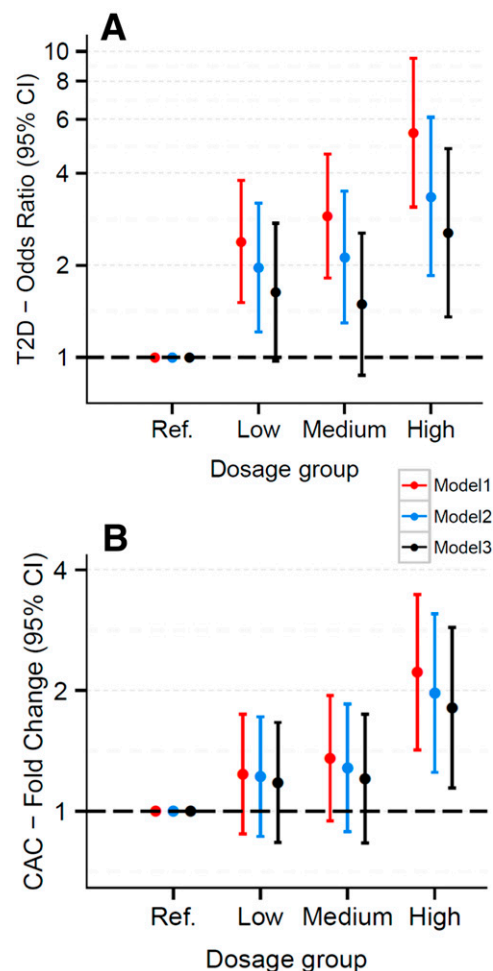 A
T2D – Odds Ratio (95% CI)
10
8
6
4
2
1
Ref. Low Medium High
Dosage group
Model1
Model2
Model3
B
CAC – Fold Change (95% CI)
4
2
1
Ref. Low Medium High
Dosage group